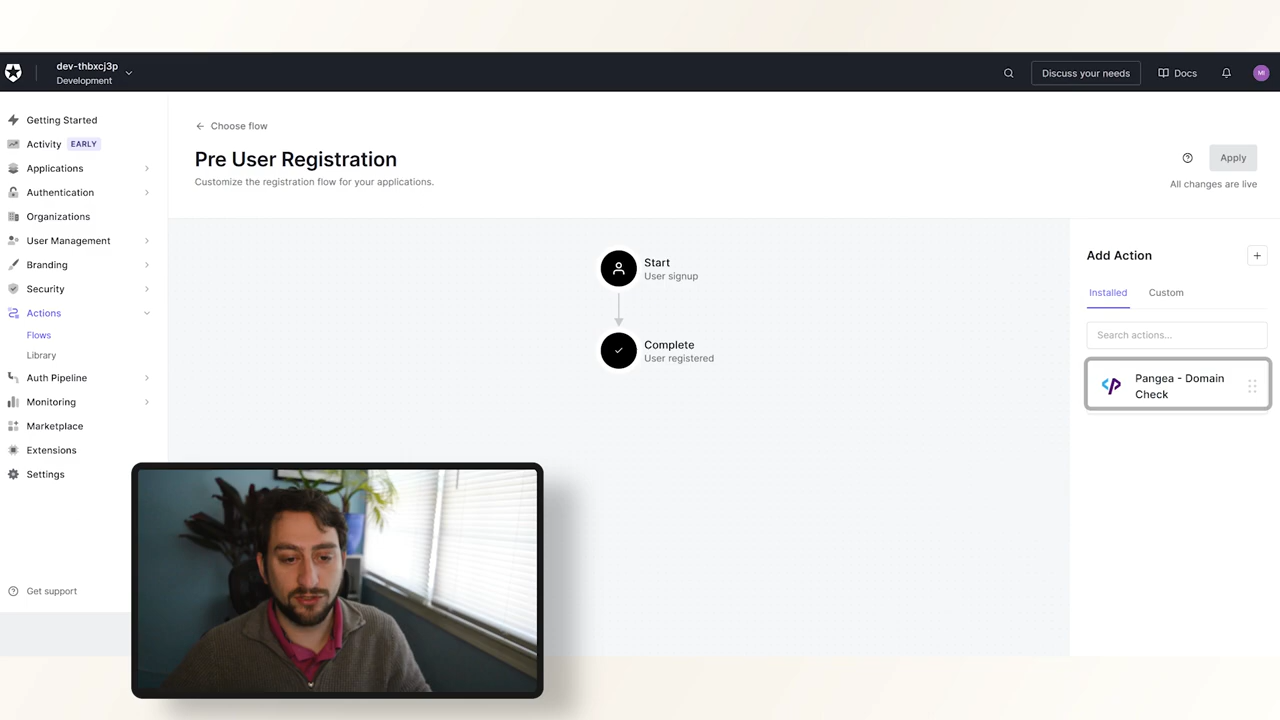 dev-thbxcj3p
Development
Discuss your needs
Docs
MI
Getting Started
Activity EARLY
Applications
Authentication
Organizations
User Management
Branding
Security
Actions
Flows
Library
Auth Pipeline
Monitoring
Marketplace
Extensions
Settings
Get support
Choose flow
Pre User Registration
Customize the registration flow for your applications.
Apply
All changes are live
Start
User signup
Complete
User registered
Add Action
Installed Custom
Search actions...
Pangea - Domain
Check